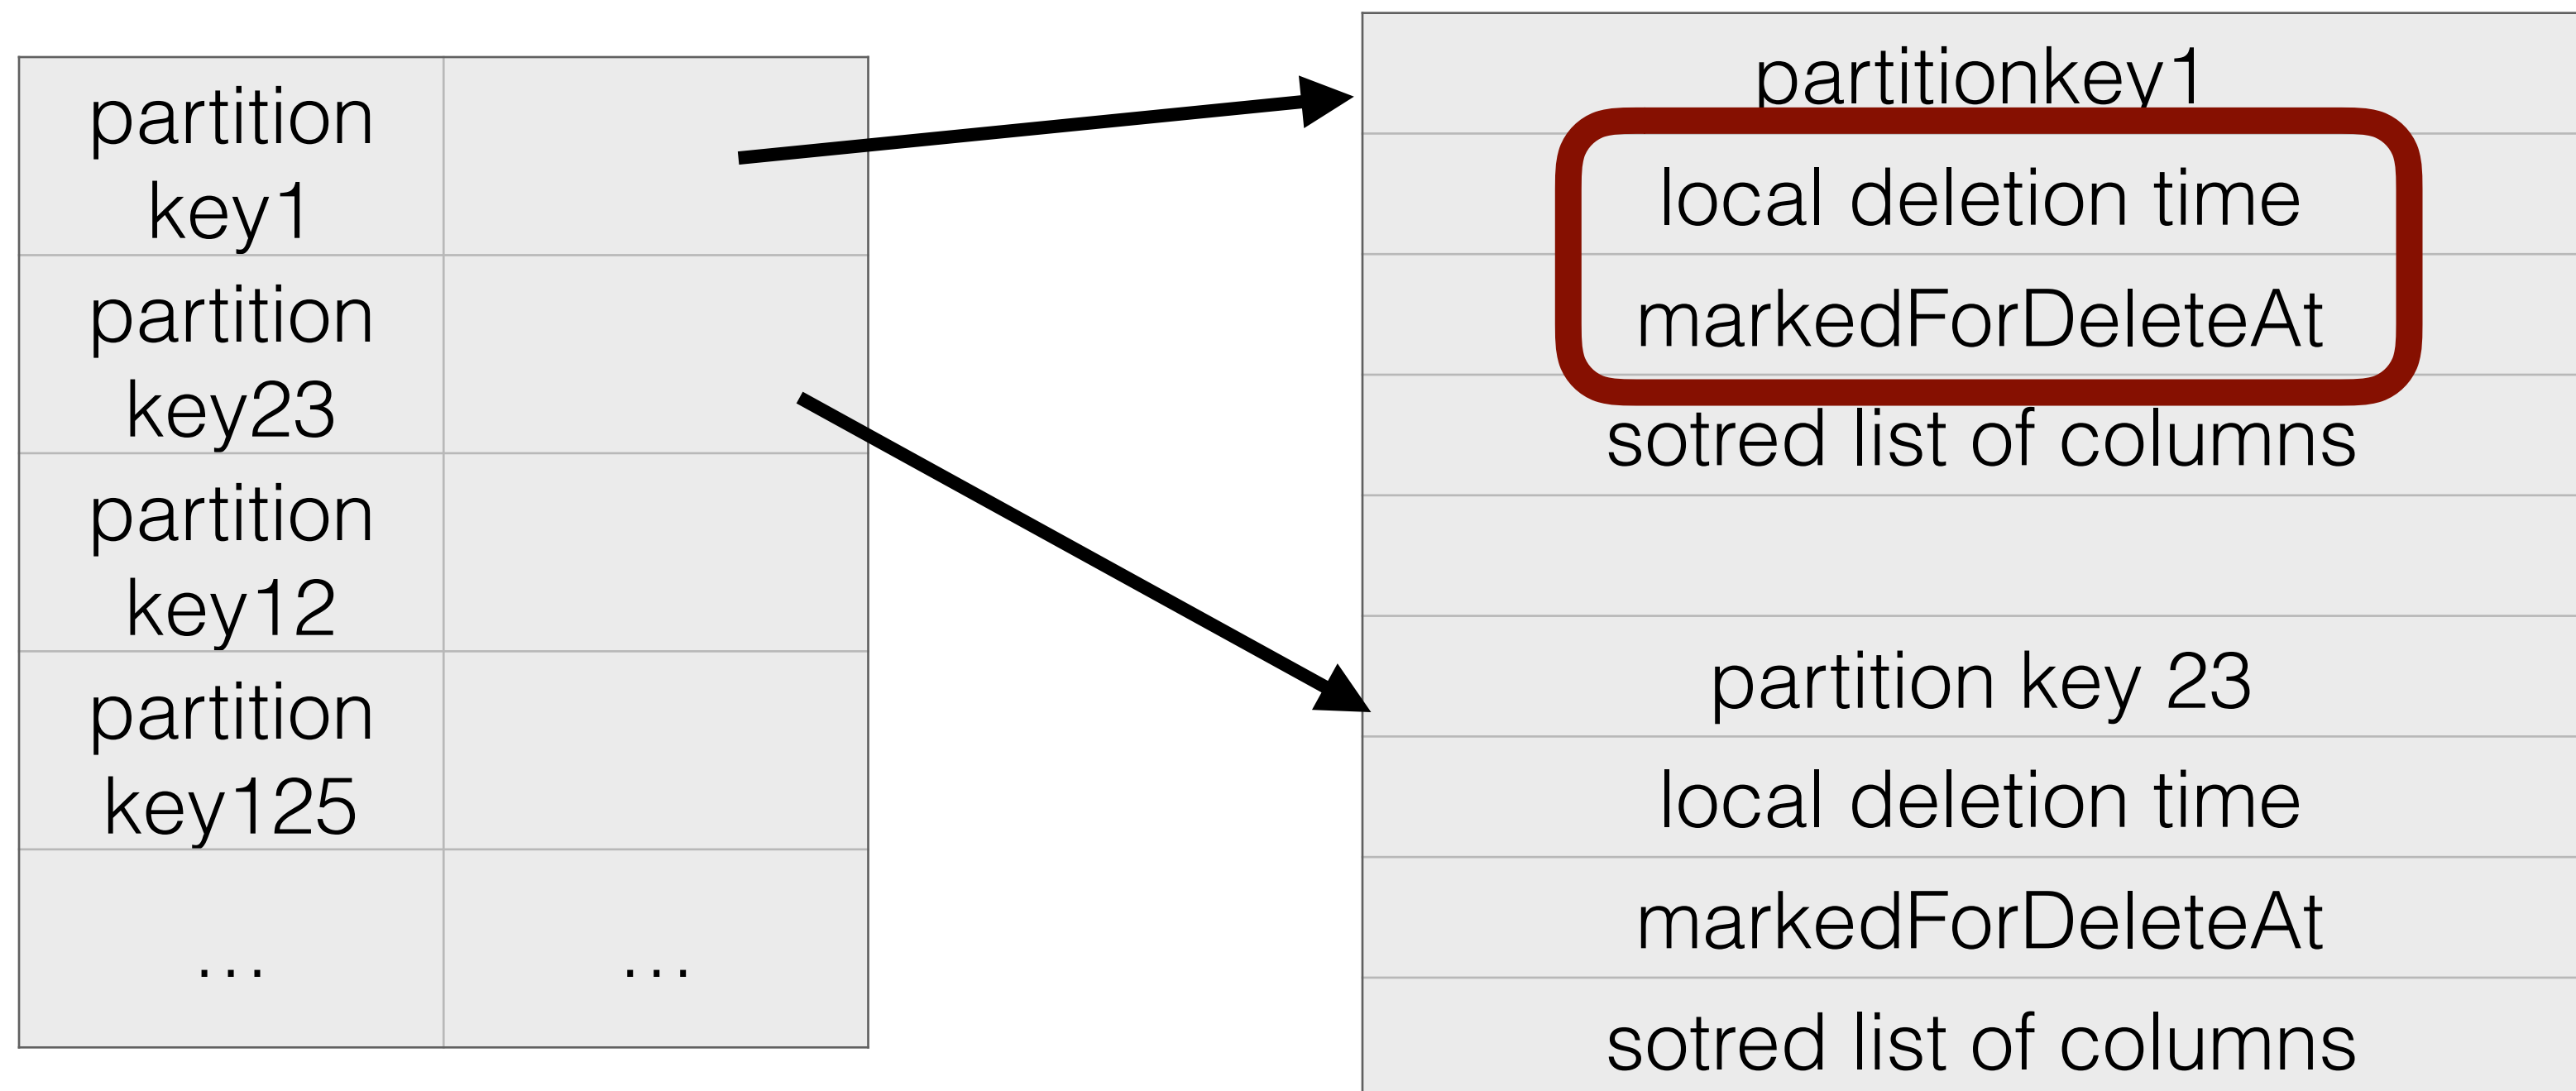 partition
key1
partition
key23
partition
key12
partition
key125
... ...
partitionkey1
local deletion time
markedForDeleteAt
sotred list of columns
partition key 23
local deletion time
markedForDeleteAt
sotred list of columns